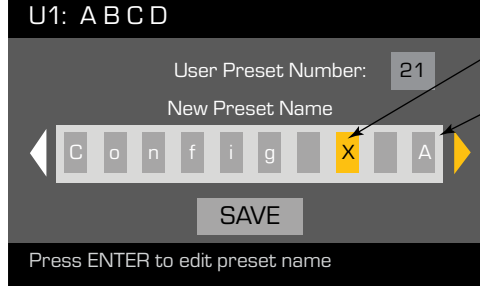 U1: A B C D
User Preset Number: 21
New Preset Name
C o n f i g X A
SAVE
Press ENTER to edit preset name